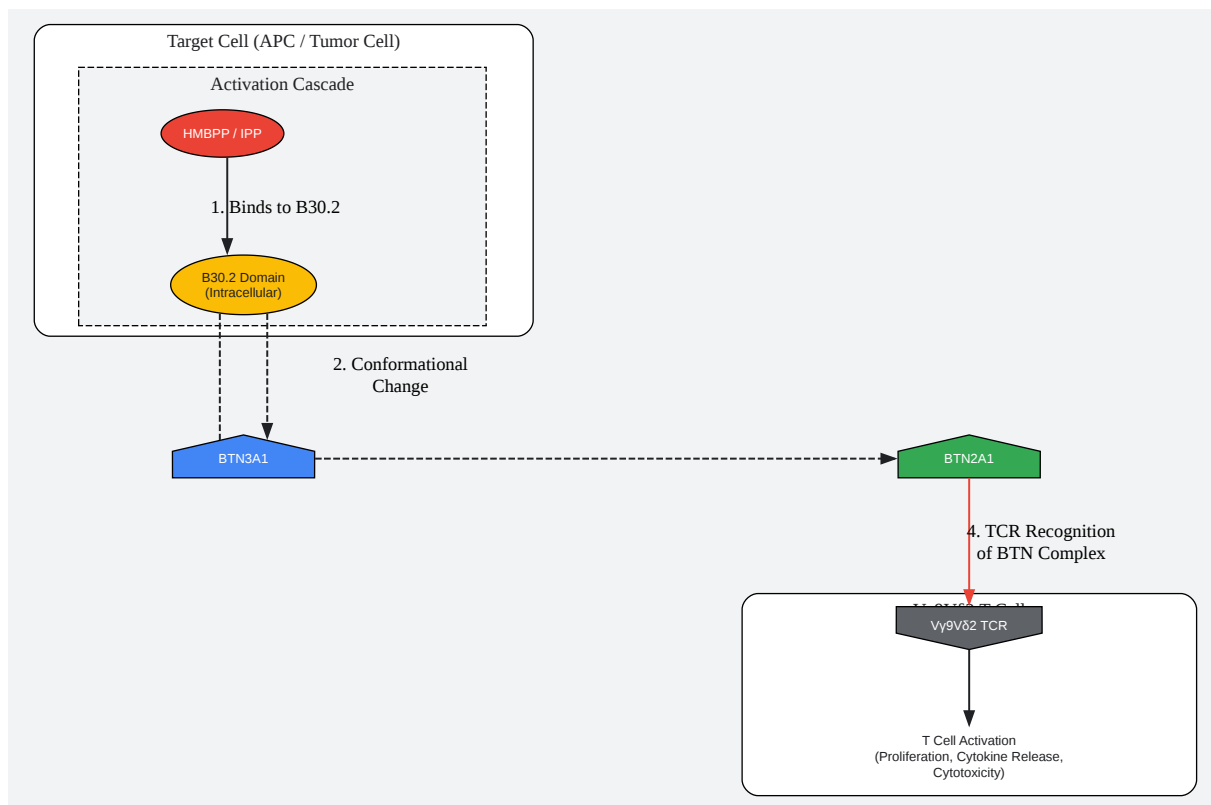 Target Cell (APC / Tumor Cell)
Activation Cascade
HMBPP / IPP
1. Binds to B30.2
B30.2 Domain
(Intracellular)
2. Conformational
Change
BTN3A1
BTN2A1
4. TCR Recognition
of BTN Complex
Vγ9Vδ2 TCR
T Cell Activation
(Proliferation, Cytokine Release,
Cytotoxicity)